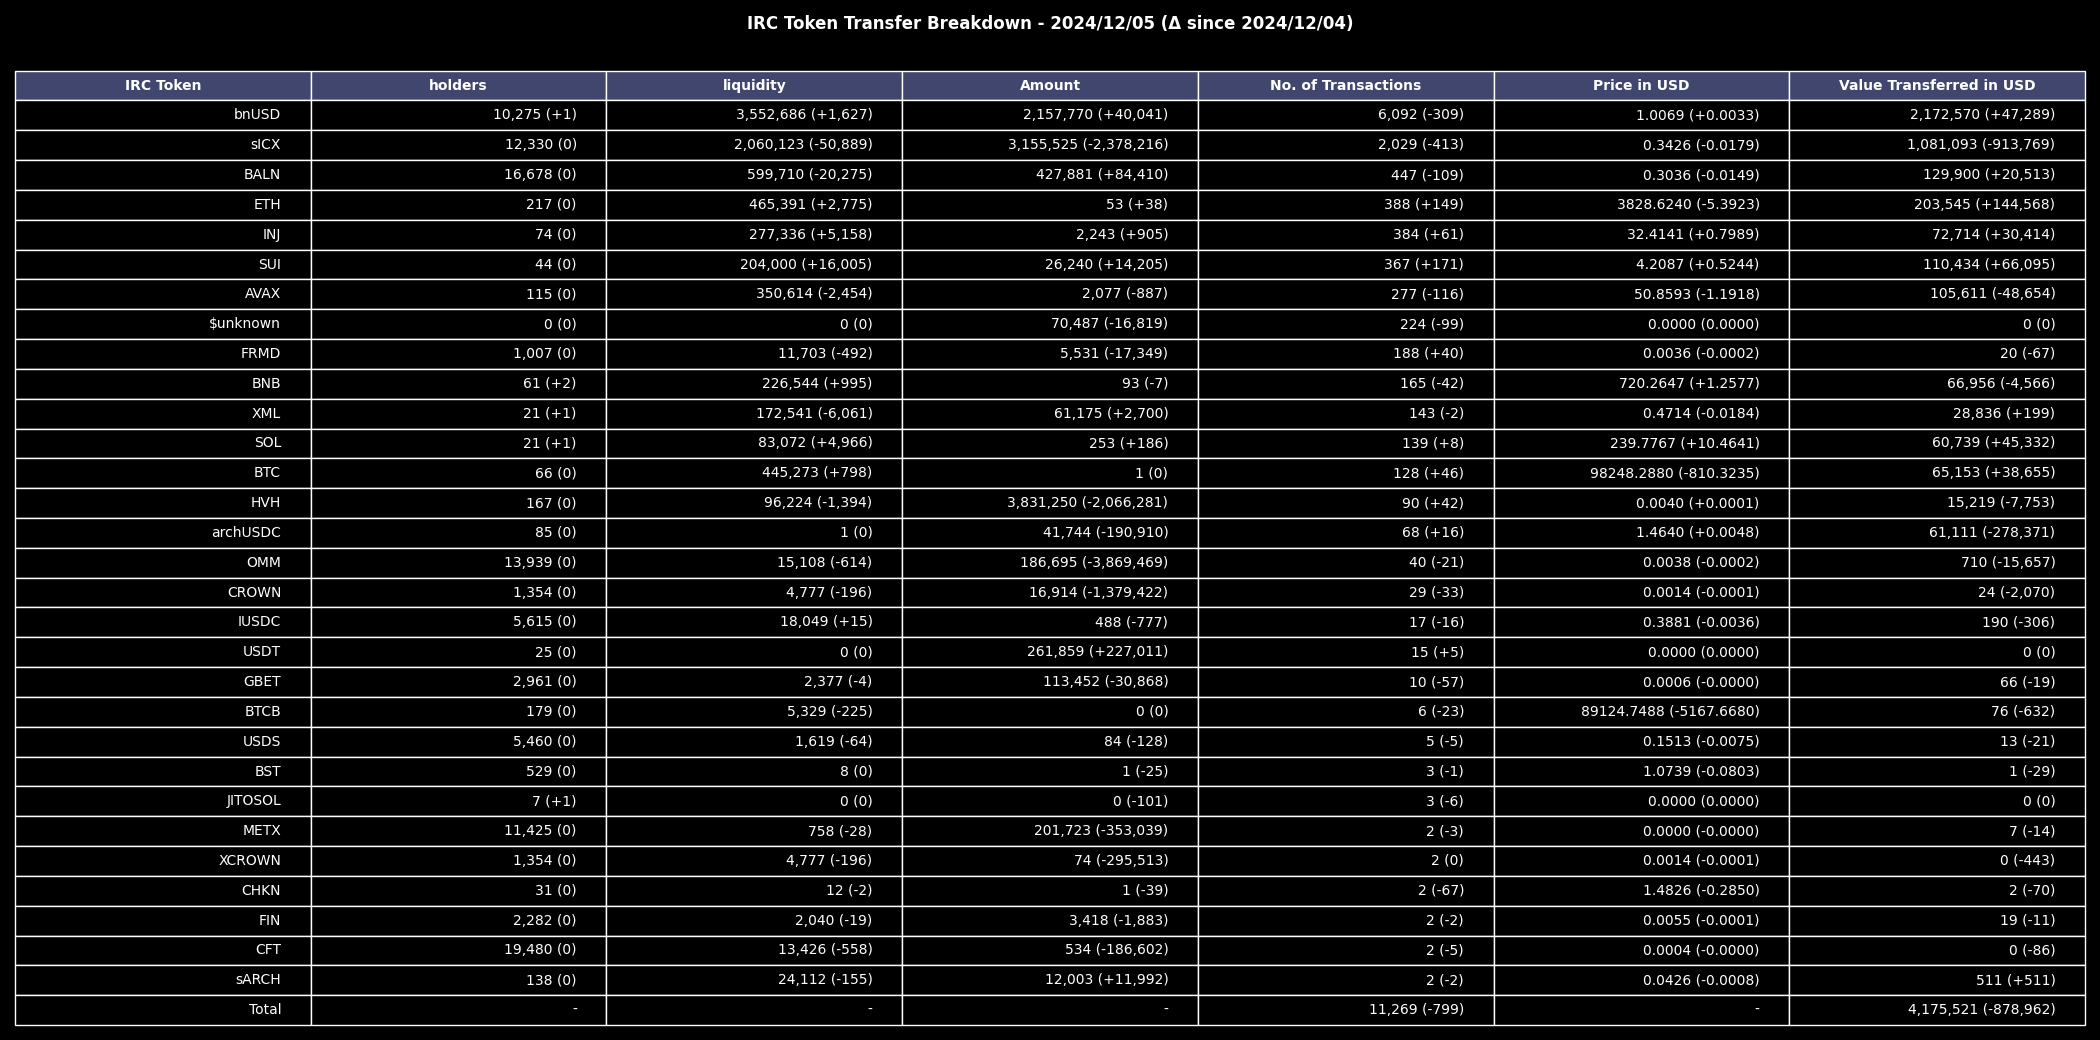 IRC Token Transfer Breakdown - 2024/12/05 (Δ since 2024/12/04)
IRC Token holders liquidity Amount No. of Transactions Price in USD Value Transferred in USD
bnUSD 10,275 (+1) 3,552,686 (+1,627) 2,157,770 (+40,041) 6,092 (-309) 1.0069 (+0.0033) 2,172,570 (+47,289)
sICX 12,330 (0) 2,060,123 (-50,889) 3,155,525 (-2,378,216) 2,029 (-413) 0.3426 (-0.0179) 1,081,093 (-913,769)
BALN 16,678 (0) 599,710 (-20,275) 427,881 (+84,410) 447 (-109) 0.3036 (-0.0149) 129,900 (+20,513)
ETH 217 (0) 465,391 (+2,775) 53 (+38) 388 (+149) 3828.6240 (-5.3923) 203,545 (+144,568)
INJ 74 (0) 277,336 (+5,158) 2,243 (+905) 384 (+61) 32.4141 (+0.7989) 72,714 (+30,414)
SUI 44 (0) 204,000 (+16,005) 26,240 (+14,205) 367 (+171) 4.2087 (+0.5244) 110,434 (+66,095)
AVAX 115 (0) 350,614 (-2,454) 2,077 (-887) 277 (-116) 50.8593 (-1.1918) 105,611 (-48,654)
$unknown 0 (0) 0 (0) 70,487 (-16,819) 224 (-99) 0.0000 (0.0000) 0 (0)
FRMD 1,007 (0) 11,703 (-492) 5,531 (-17,349) 188 (+40) 0.0036 (-0.0002) 20 (-67)
BNB 61 (+2) 226,544 (+995) 93 (-7) 165 (-42) 720.2647 (+1.2577) 66,956 (-4,566)
XML 21 (+1) 172,541 (-6,061) 61,175 (+2,700) 143 (-2) 0.4714 (-0.0184) 28,836 (+199)
SOL 21 (+1) 83,072 (+4,966) 253 (+186) 139 (+8) 239.7767 (+10.4641) 60,739 (+45,332)
BTC 66 (0) 445,273 (+798) 1 (0) 128 (+46) 98248.2880 (-810.3235) 65,153 (+38,655)
HVH 167 (0) 96,224 (-1,394) 3,831,250 (-2,066,281) 90 (+42) 0.0040 (+0.0001) 15,219 (-7,753)
archUSDC 85 (0) 1 (0) 41,744 (-190,910) 68 (+16) 1.4640 (+0.0048) 61,111 (-278,371)
OMM 13,939 (0) 15,108 (-614) 186,695 (-3,869,469) 40 (-21) 0.0038 (-0.0002) 710 (-15,657)
CROWN 1,354 (0) 4,777 (-196) 16,914 (-1,379,422) 29 (-33) 0.0014 (-0.0001) 24 (-2,070)
IUSDC 5,615 (0) 18,049 (+15) 488 (-777) 17 (-16) 0.3881 (-0.0036) 190 (-306)
USDT 25 (0) 0 (0) 261,859 (+227,011) 15 (+5) 0.0000 (0.0000) 0 (0)
GBET 2,961 (0) 2,377 (-4) 113,452 (-30,868) 10 (-57) 0.0006 (-0.0000) 66 (-19)
BTCB 179 (0) 5,329 (-225) 0 (0) 6 (-23) 89124.7488 (-5167.6680) 76 (-632)
USDS 5,460 (0) 1,619 (-64) 84 (-128) 5 (-5) 0.1513 (-0.0075) 13 (-21)
BST 529 (0) 8 (0) 1 (-25) 3 (-1) 1.0739 (-0.0803) 1 (-29)
JITOSOL 7 (+1) 0 (0) 0 (-101) 3 (-6) 0.0000 (0.0000) 0 (0)
METX 11,425 (0) 758 (-28) 201,723 (-353,039) 2 (-3) 0.0000 (-0.0000) 7 (-14)
XCROWN 1,354 (0) 4,777 (-196) 74 (-295,513) 2 (0) 0.0014 (-0.0001) 0 (-443)
CHKN 31 (0) 12 (-2) 1 (-39) 2 (-67) 1.4826 (-0.2850) 2 (-70)
FIN 2,282 (0) 2,040 (-19) 3,418 (-1,883) 2 (-2) 0.0055 (-0.0001) 19 (-11)
CFT 19,480 (0) 13,426 (-558) 534 (-186,602) 2 (-5) 0.0004 (-0.0000) 0 (-86)
sARCH 138 (0) 24,112 (-155) 12,003 (+11,992) 2 (-2) 0.0426 (-0.0008) 511 (+511)
Total - - - 11,269 (-799) - 4,175,521 (-878,962)